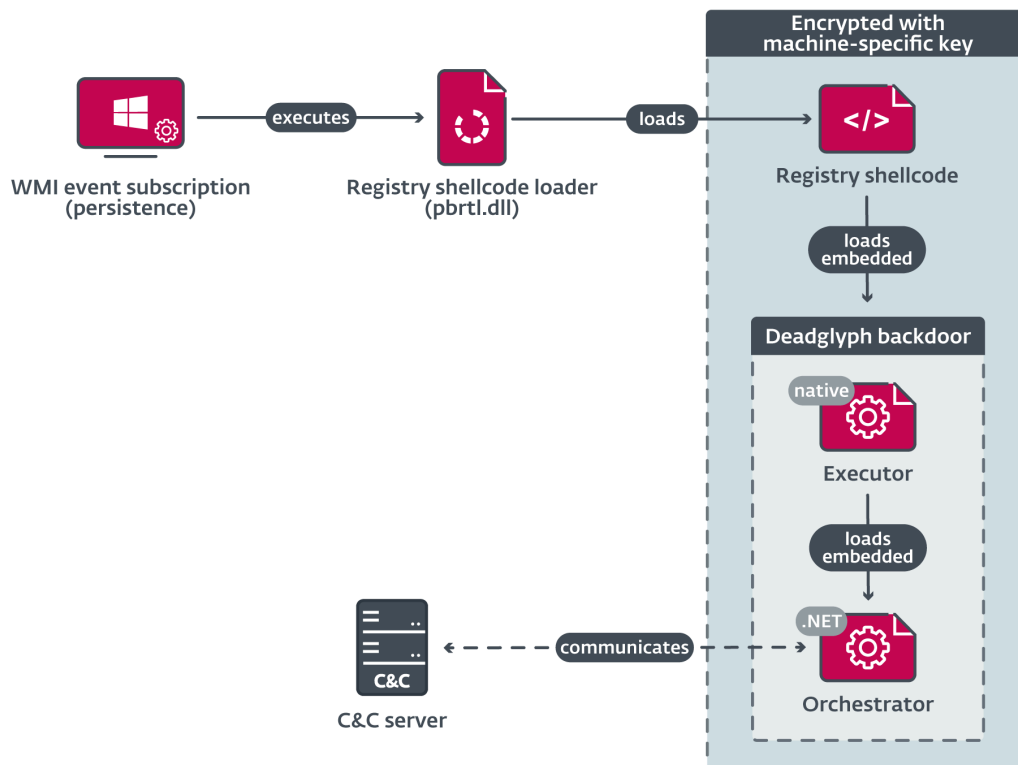 Encrypted with
machine-specific key
executes
loads
WMI event subscription
(persistence)
Registry shellcode loader
(pbrtl.dll)
</>
Registry shellcode
loads
embedded
Deadglyph backdoor
native
Executor
loads
embedded
.NET
communicates
C&C
Orchestrator
C&C server